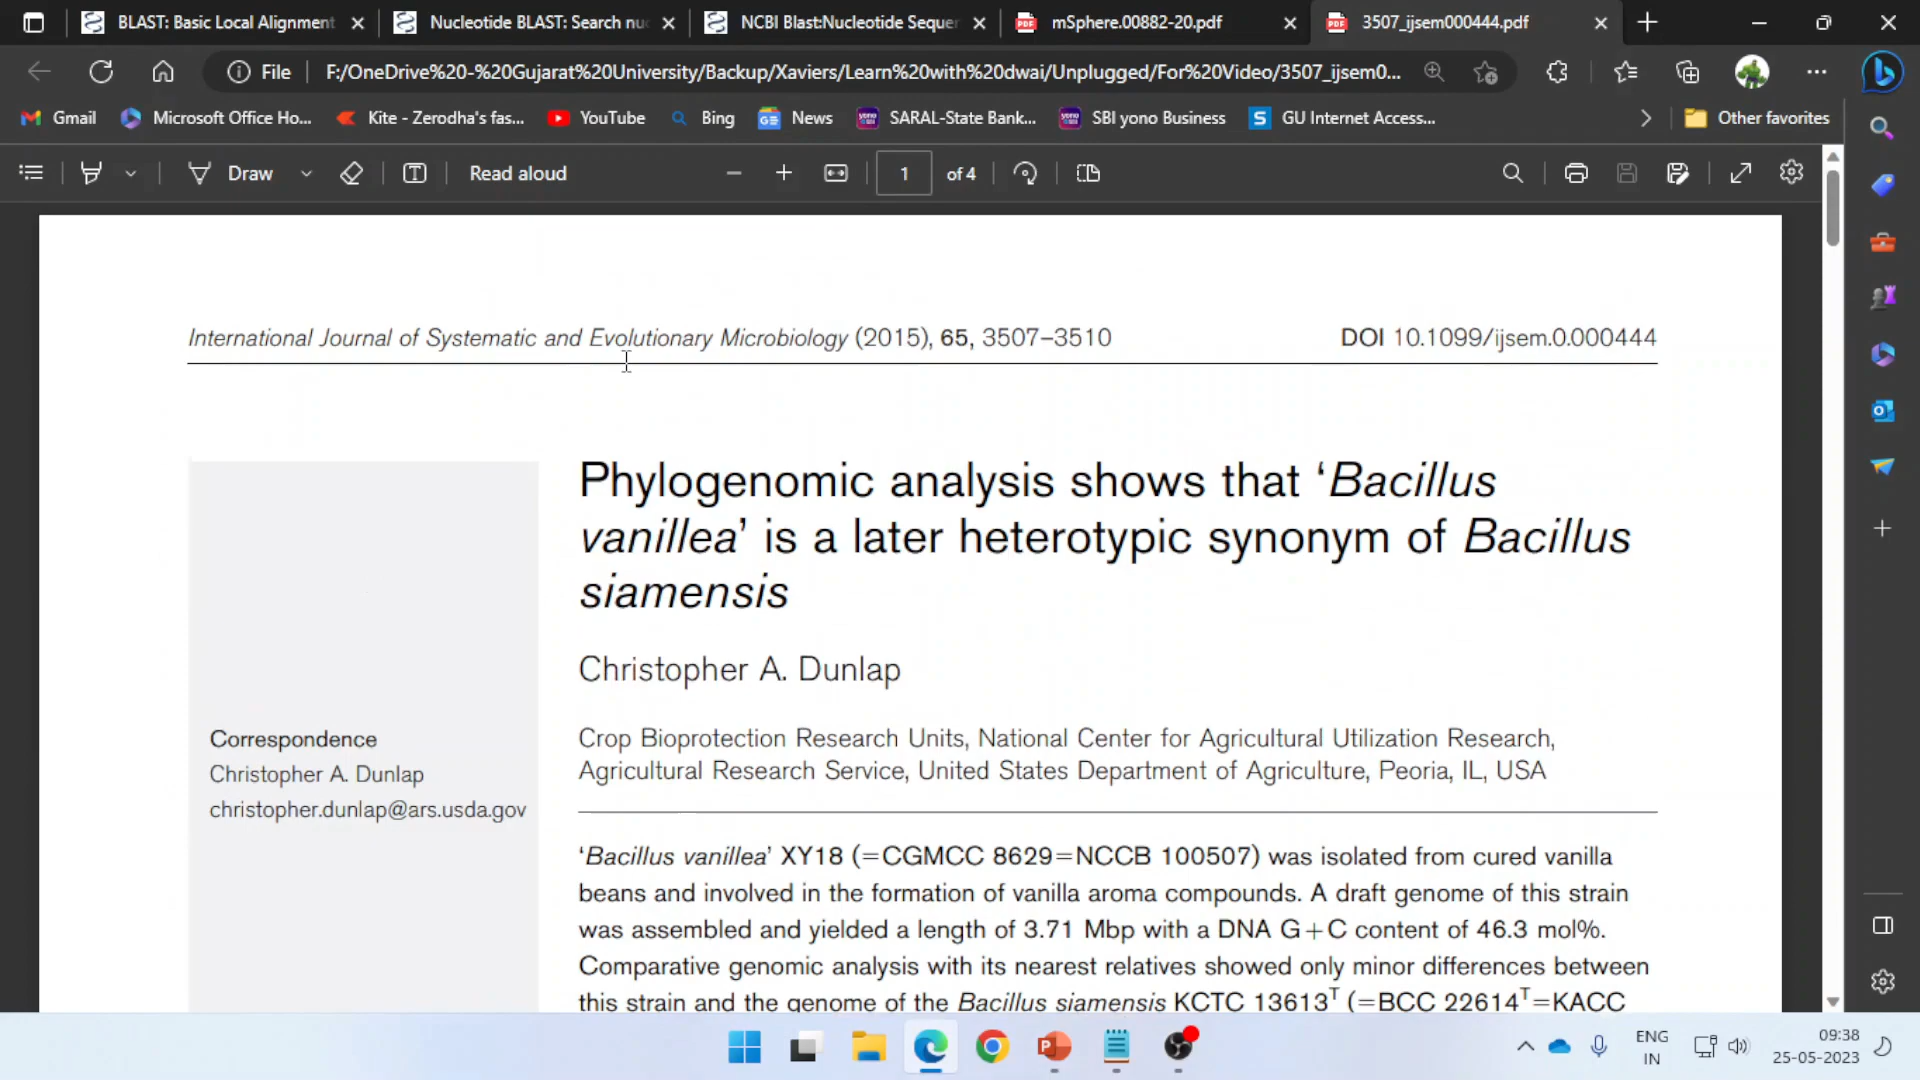 BLAST: Basic Local Alignment
Nucleotide BLAST: Search nu
NCBI Blast:Nucleotide Sequer
mSphere.00882-20.pdf
3507_ijsem000444.pdf
File
F:/OneDrive%20-%20Gujarat%20University/Backup/Xaviers/Learn%20with%20dwai/Unplugged/For%20Video/3507_ijsem0...
Gmail
Microsoft Office Ho...
Kite - Zerodha's fas...
YouTube
Bing
News
SARAL-State Bank...
SBI yono Business
GU Internet Access...
Other favorites
Draw
Read aloud
1
of 4
International Journal of Systematic and Evolutionary Microbiology (2015), 65, 3507–3510
DOI 10.1099/ijsem.0.000444
Phylogenomic analysis shows that ‘Bacillus
vanillea’ is a later heterotypic synonym of Bacillus
siamensis
Christopher A. Dunlap
Correspondence
Christopher A. Dunlap
christopher.dunlap@ars.usda.gov
Crop Bioprotection Research Units, National Center for Agricultural Utilization Research,
Agricultural Research Service, United States Department of Agriculture, Peoria, IL, USA
‘Bacillus vanillea’ XY18 (=CGMCC 8629=NCCB 100507) was isolated from cured vanilla
beans and involved in the formation of vanilla aroma compounds. A draft genome of this strain
was assembled and yielded a length of 3.71 Mbp with a DNA G+C content of 46.3 mol%.
Comparative genomic analysis with its nearest relatives showed only minor differences between
this strain and the genome of the Bacillus siamensis KCTC 13613T (=BCC 22614T=KACC
ENG
IN
09:38
25-05-2023